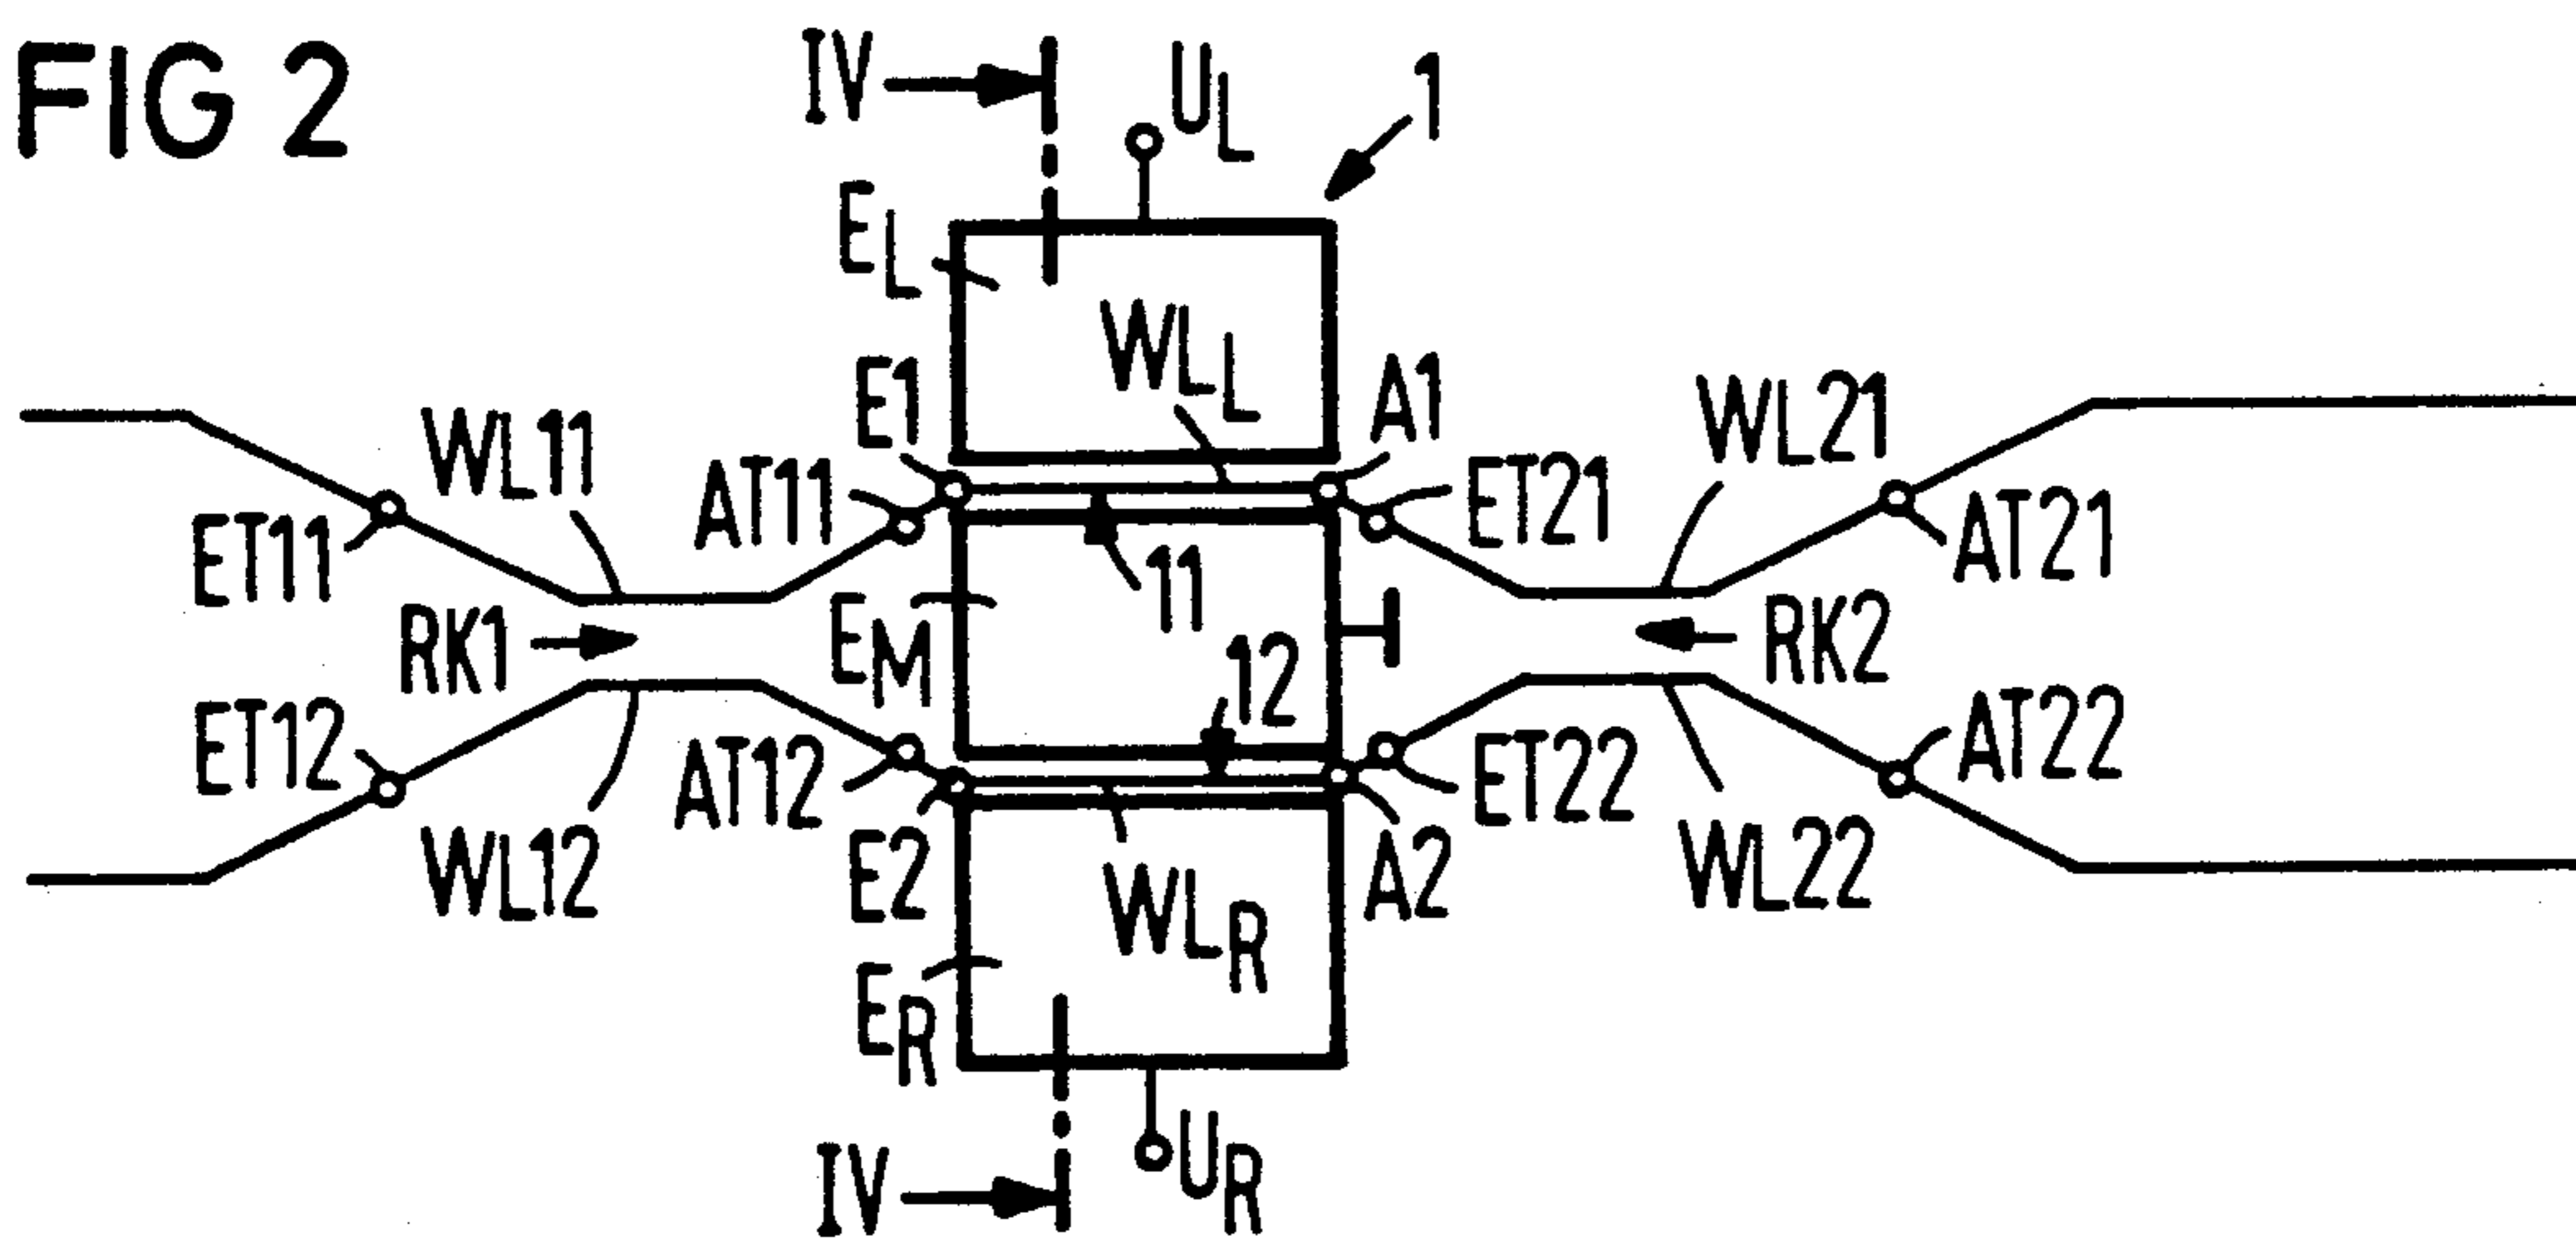 FIG 2
IV
U_L
1
E_L
WL_L
E1
A1
WL11
AT11
ET11
WL21
ET21
AT21
11
RK1
E_M
12
RK2
ET12
AT12
ET22
AT22
WL12
E2
WL_R
A2
WL22
E_R
IV
U_R